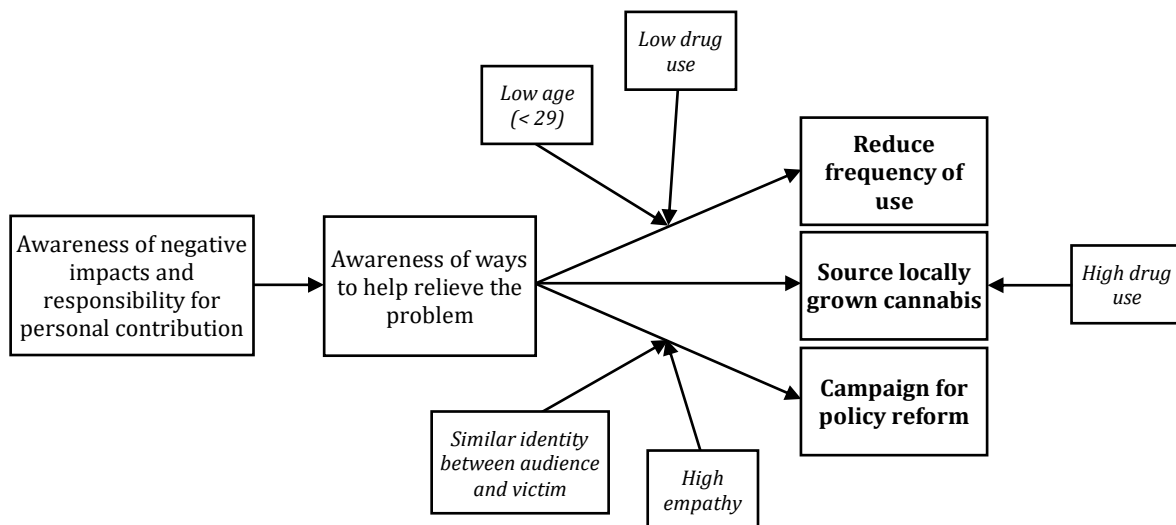 Low drug
use
Low age
(< 29)
Reduce
frequency of
use
Awareness of negative
impacts and
responsibility for
personal contribution
Awareness of ways
to help relieve the
problem
Source locally
grown cannabis
High drug
use
Campaign for
policy reform
Similar identity
between audience
and victim
High
empathy